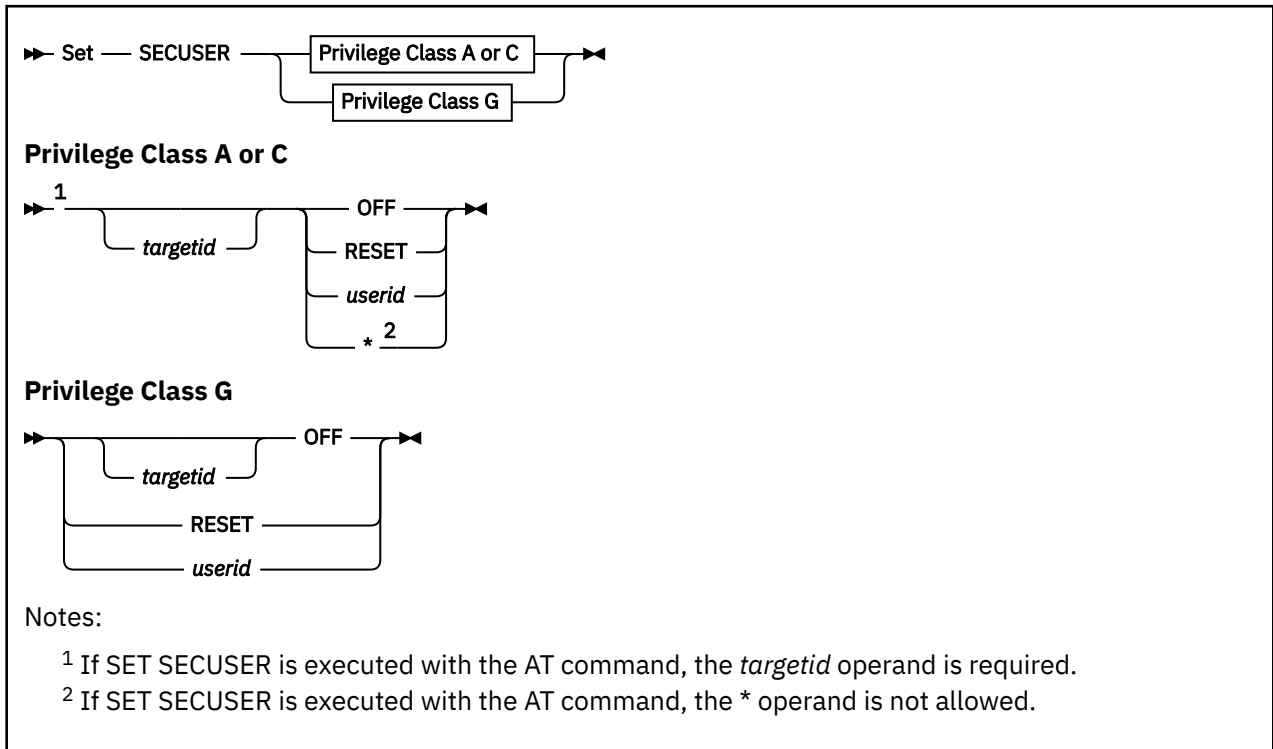 Set SECUSER Privilege Class A or C
Privilege Class G
Privilege Class A or C
1
OFF
targetid
RESET
userid
* 2
Privilege Class G
OFF
targetid
RESET
userid
Notes:
1 If SET SECUSER is executed with the AT command, the targetid operand is required.
2 If SET SECUSER is executed with the AT command, the * operand is not allowed.